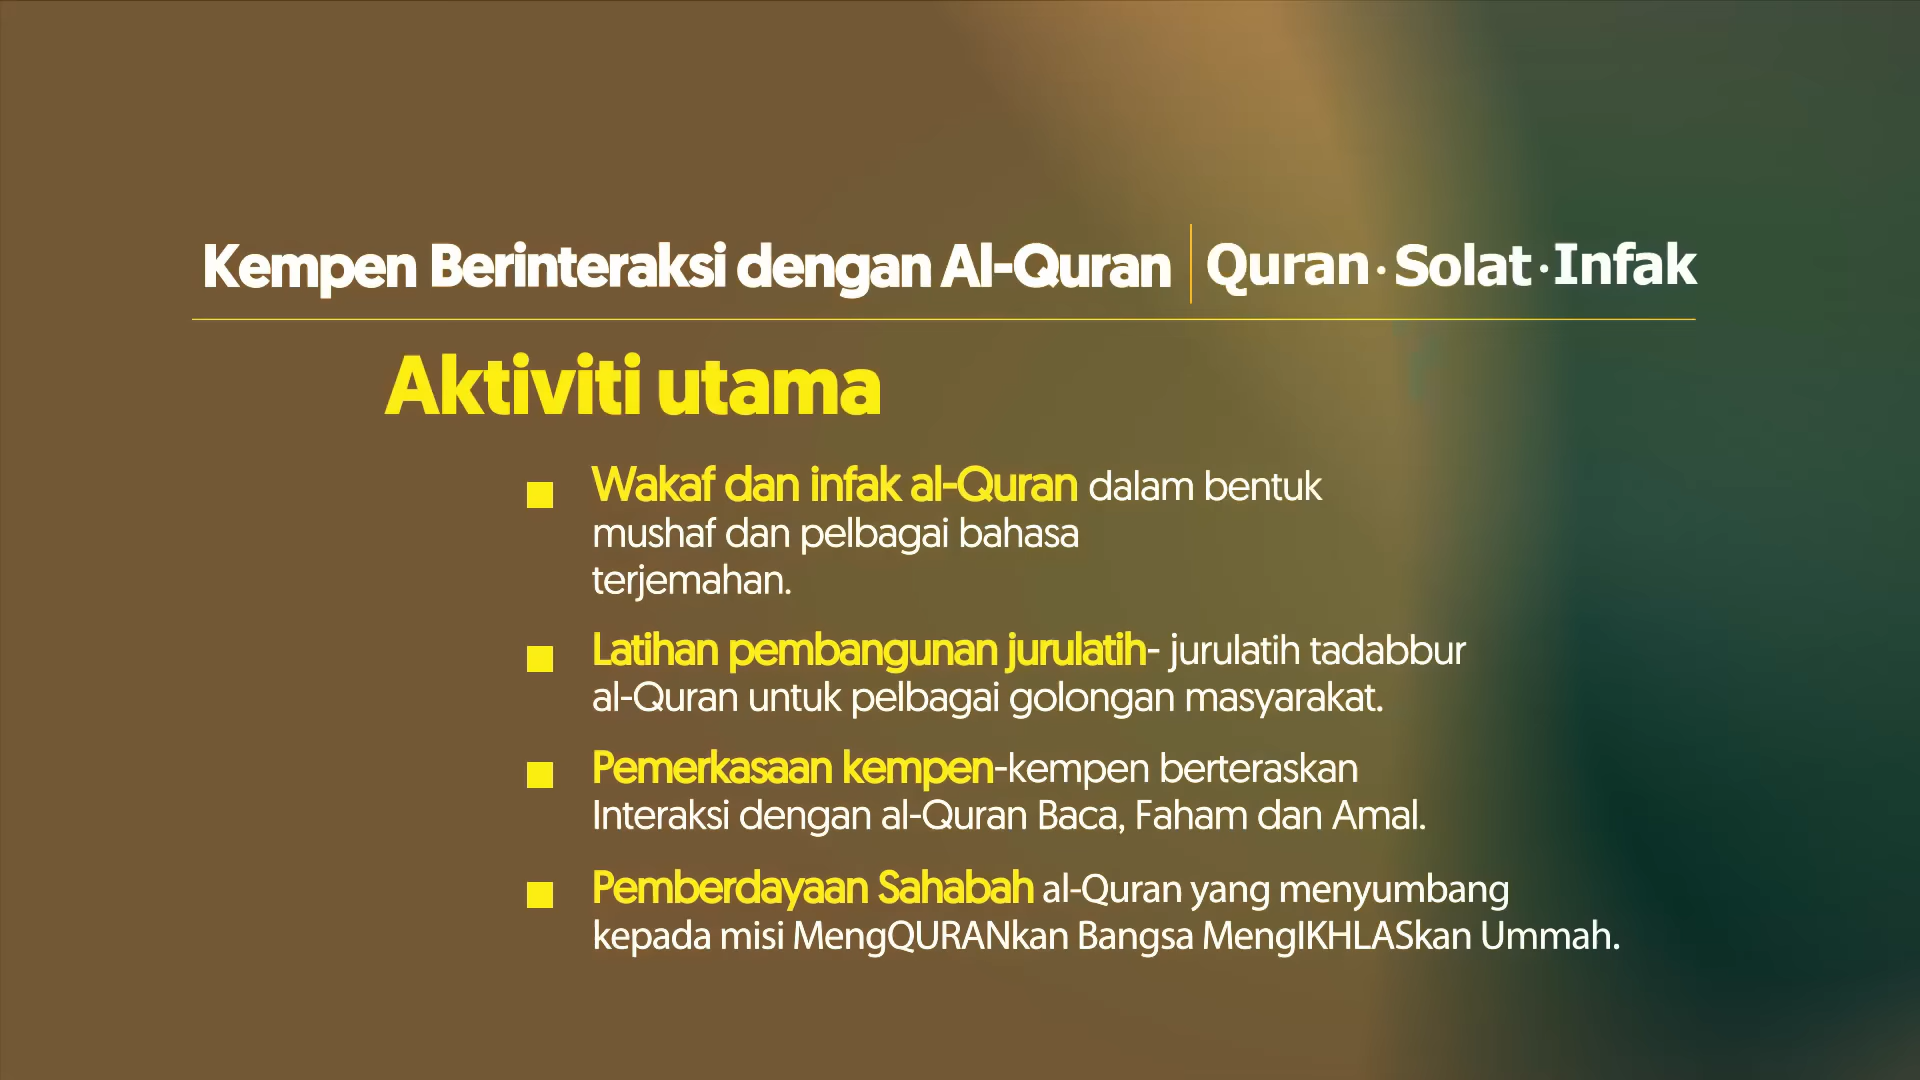 Kempen Berinteraksi dengan Al-Quran | Quran · Solat · Infak
Aktiviti utama
Wakaf dan infak al-Quran dalam bentuk
mushaf dan pelbagai bahasa
terjemahan.
Latihan pembangunan jurulatih- jurulatih tadabbur
al-Quran untuk pelbagai golongan masyarakat.
Pemerkasaan kempen-kempen berteraskan
Interaksi dengan al-Quran Baca, Faham dan Amal.
Pemberdayaan Sahabah al-Quran yang menyumbang
kepada misi MengQURANkan Bangsa MengIKHLASkan Ummah.